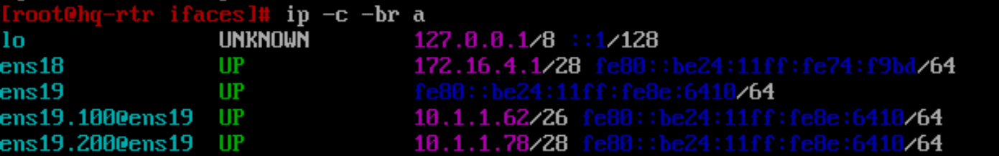 [root@hq-rtr ifaces]# ip -c -br a
lo UNKNOWN 127.0.0.1/8 ::1/128
ens18 UP 172.16.4.1/28 fe80::be24:11ff:fe74:f9bd/64
ens19 UP fe80::be24:11ff:fe8e:6410/64
ens19.100@ens19 UP 10.1.1.62/26 fe80::be24:11ff:fe8e:6410/64
ens19.200@ens19 UP 10.1.1.78/28 fe80::be24:11ff:fe8e:6410/64